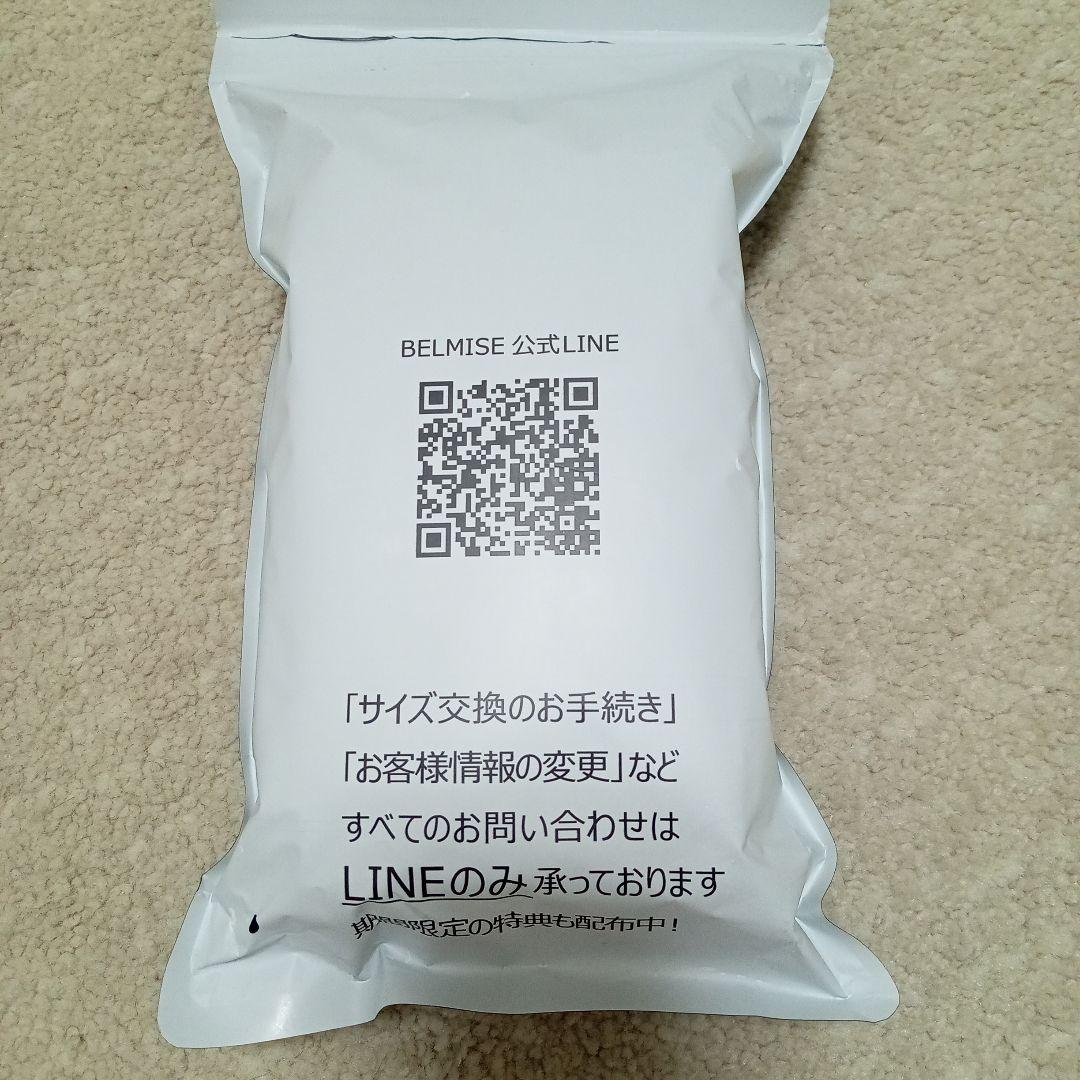 BELMISE 公式LINE
「サイズ交換のお手続き」
「お客様情報の変更」など
すべてのお問い合わせは
LINEのみ承っております
期間限定の特典も配布中!